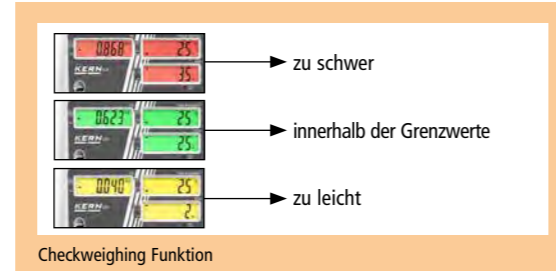 0.868 25
KERN 35
zu schwer
0.623 25
KERN 25
innerhalb der Grenzwerte
0.040 25
KERN 2
zu leicht
Checkweighing Funktion